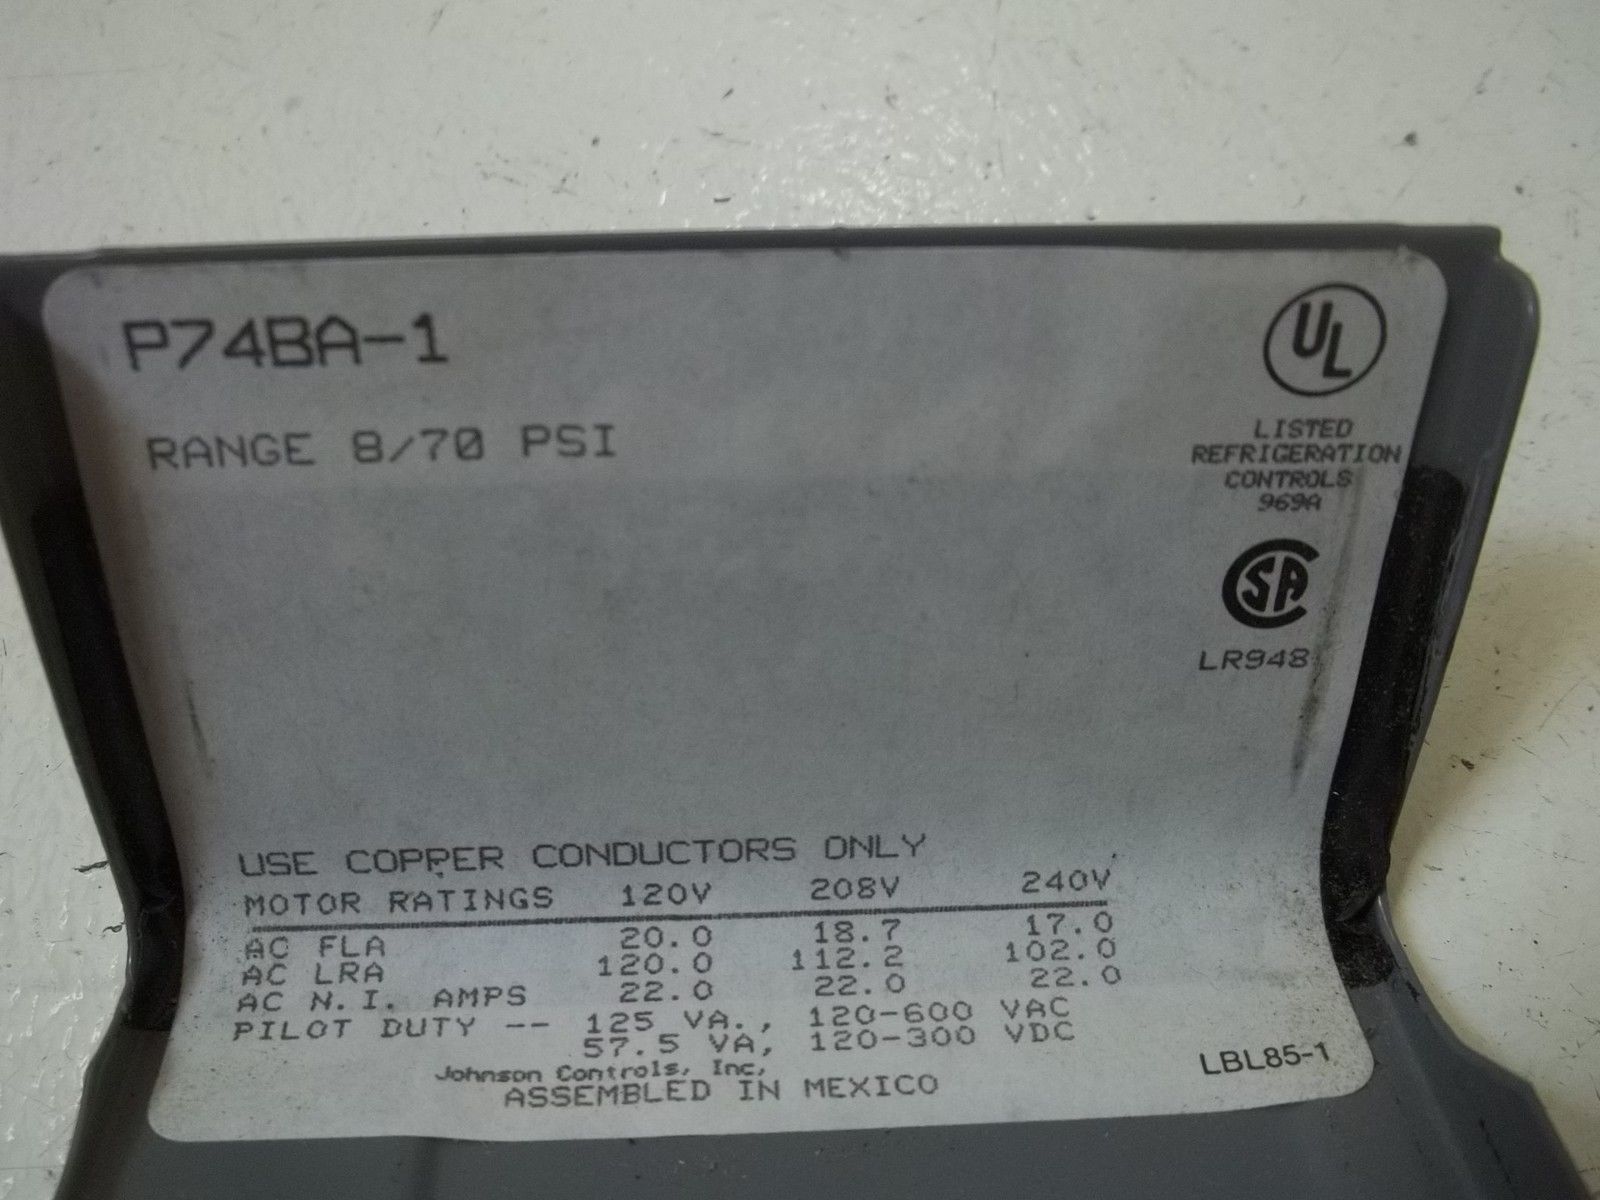 P74BA-1
RANGE 8/70 PSI
UL
LISTED
REFRIGERATION
CONTROLS
969A
SA
LR948
USE COPPER CONDUCTORS ONLY
MOTOR RATINGS 120V 208V 240V
AC FLA 20.0 18.7 17.0
AC LRA 120.0 112.2 102.0
AC N.I. AMPS 22.0 22.0 22.0
PILOT DUTY -- 125 VA., 120-600 VAC
57.5 VA, 120-300 VDC
Johnson Controls, Inc,
ASSEMBLED IN MEXICO
LBL85-1